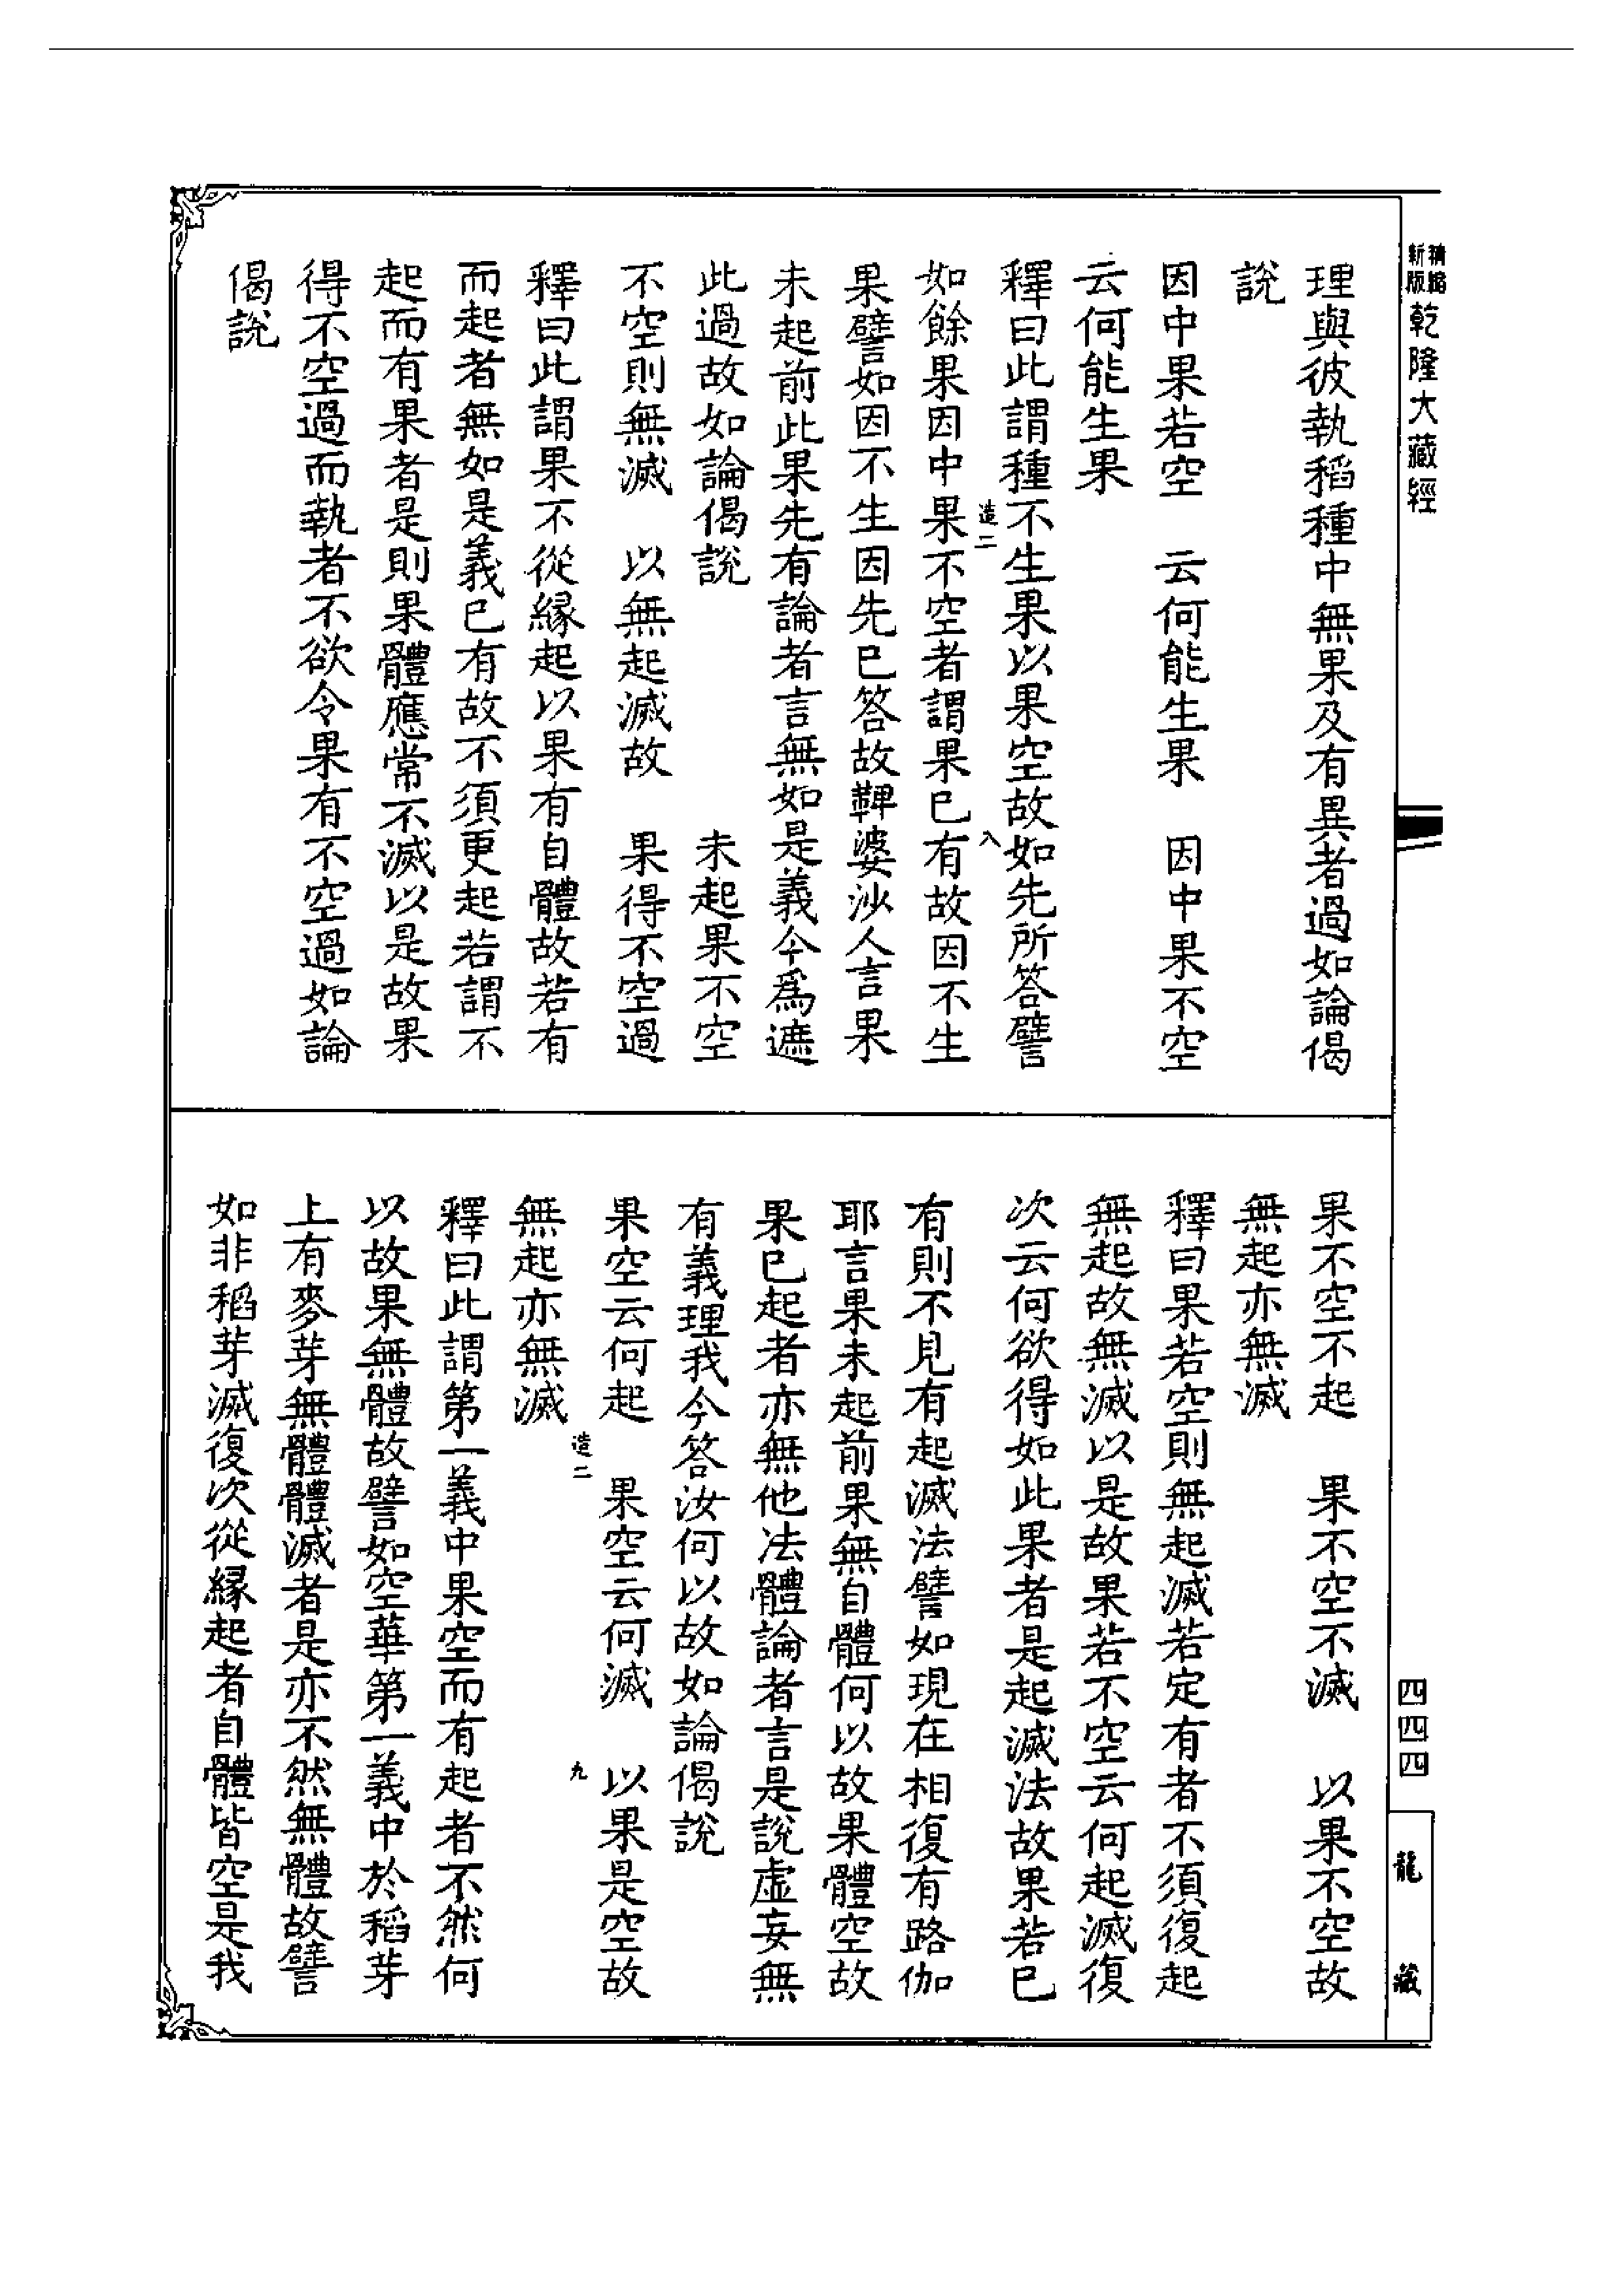 精縮新版乾隆大藏經
理與彼執稻種中無果及有異者過如論偈
說
因中果若空　云何能生果　因中果不空
云何能生果
釋曰此謂種不生果以果空故如先所答譬
造二　八
如餘果因中果不空者謂果已有故因不生
果譬如因不生因先已答故鞞婆沙人言果
未起前此果先有論者言無如是義今為遮
此過故如論偈說　未起果不空
不空則無滅　以無起滅故　果得不空過
釋曰此謂果不從緣起以果有自體故若有
而起者無如是義已有故不須更起若謂不
起而有果者是則果體應常不滅以是故果
得不空過而執者不欲令果有不空過如論
偈說
果不空不起　果不空不滅　以果不空故
無起亦無滅
釋曰果若空則無起滅若定有者不須復起
無起故無滅以是故果若不空云何起滅復
次云何欲得如此果者是起滅法故果若已
有則不見有起滅法譬如現在相復有路伽
耶言果未起前果無自體何以故果體空故
果已起者亦無他法體論者言是說虛妄無
有義理我今答汝何以故如論偈說
果空云何起　果空云何滅　以果是空故
造二　九
無起亦無滅
釋曰此謂第一義中果空而有起者不然何
以故果無體故譬如空華第一義中於稻芽
上有麥芽無體體滅者是亦不然無體故譬
如非稻芽滅復次從緣起者自體皆空是我
四四四
龍藏